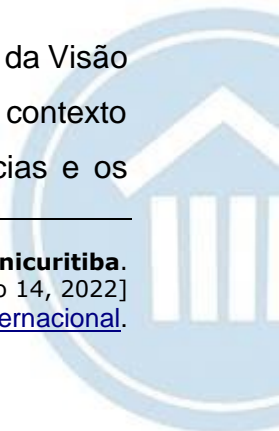 da Visão
contexto
cias e os
nicuritiba.
o 14, 2022]
ernacional.